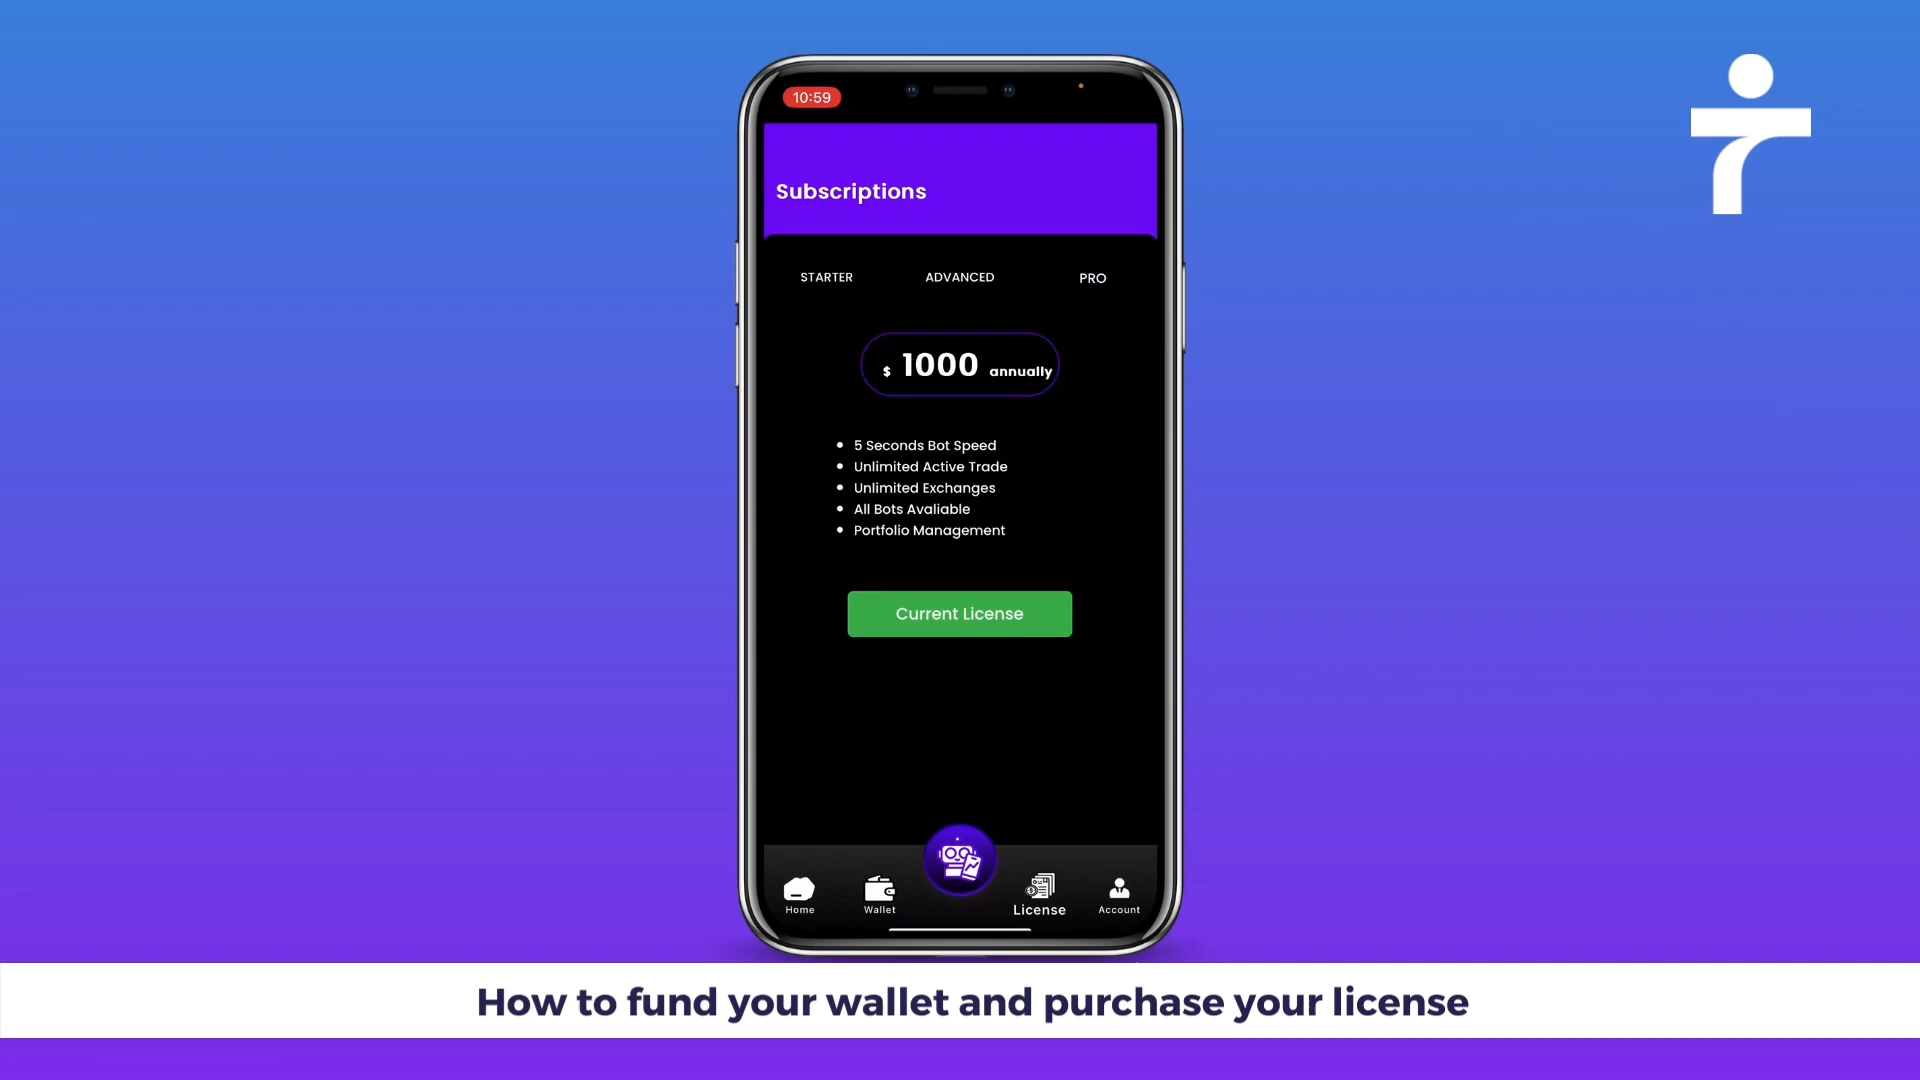 10:59
Subscriptions
STARTER ADVANCED PRO
$ 1000 annually
5 Seconds Bot Speed
Unlimited Active Trade
Unlimited Exchanges
All Bots Avaliable
Portfolio Management
Current License
Home Wallet License Account
How to fund your wallet and purchase your license